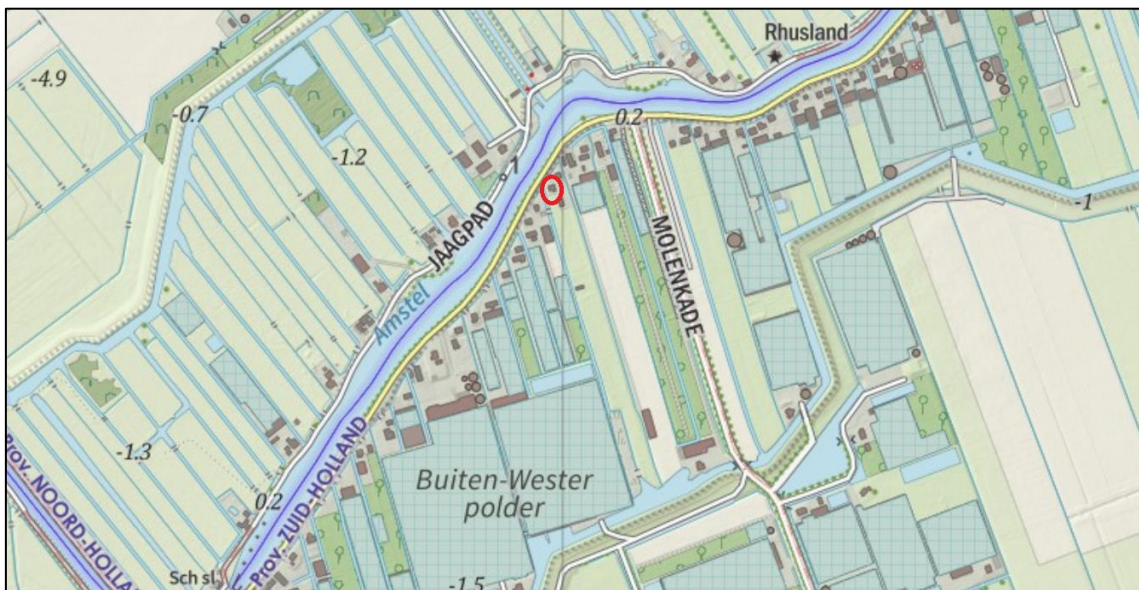 Rhusland
-4.9
-0.7
0.2
-1.2
1
-1
JAAGPAD
MOLENKADE
Amstel
-1.3
Prov. NOORD-HOLLA
Prov. ZUID-HOLLAND
Buiten-Wester
polder
0.2
Sch sl
-1.5